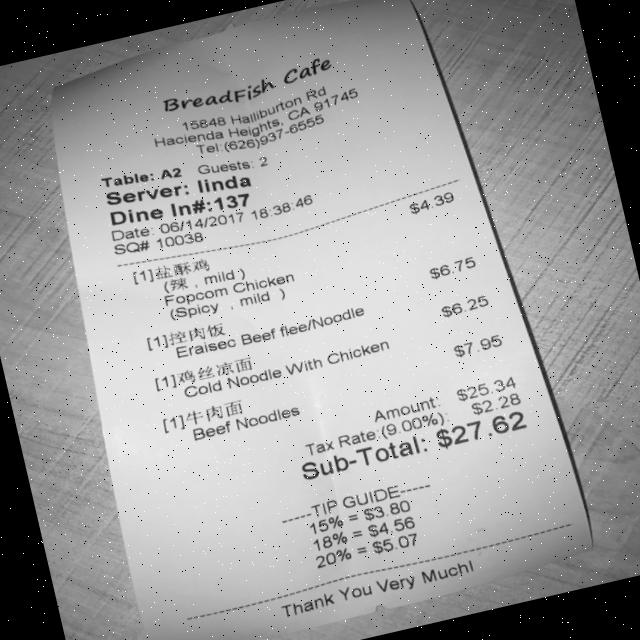 BreadFish Cafe
15848 Halliburton Rd
Hacienda Heights, CA 91745
Tel:(626)937-6555
Table: A2 Guests: 2
Server: linda
Dine In#:137
Date: 06/14/2017 18:38:46
SQ# 10038
[1]盐酥鸡 $4.39
(辣 , mild )
Fopcorn Chicken
(Spicy , mild )
[1]控肉饭 $6.75
Eraisec Beef flee/Noodle
[1]鸡丝凉面 $6.25
Cold Noodle With Chicken
[1]牛肉面 $7.95
Beef Noodles
Amount: $25.34
Tax Rate:(9.00%): $2.28
Sub-Total: $27.62
-----TIP GUIDE-----
15% = $3.80
18% = $4.56
20% = $5.07
Thank You Very Much!